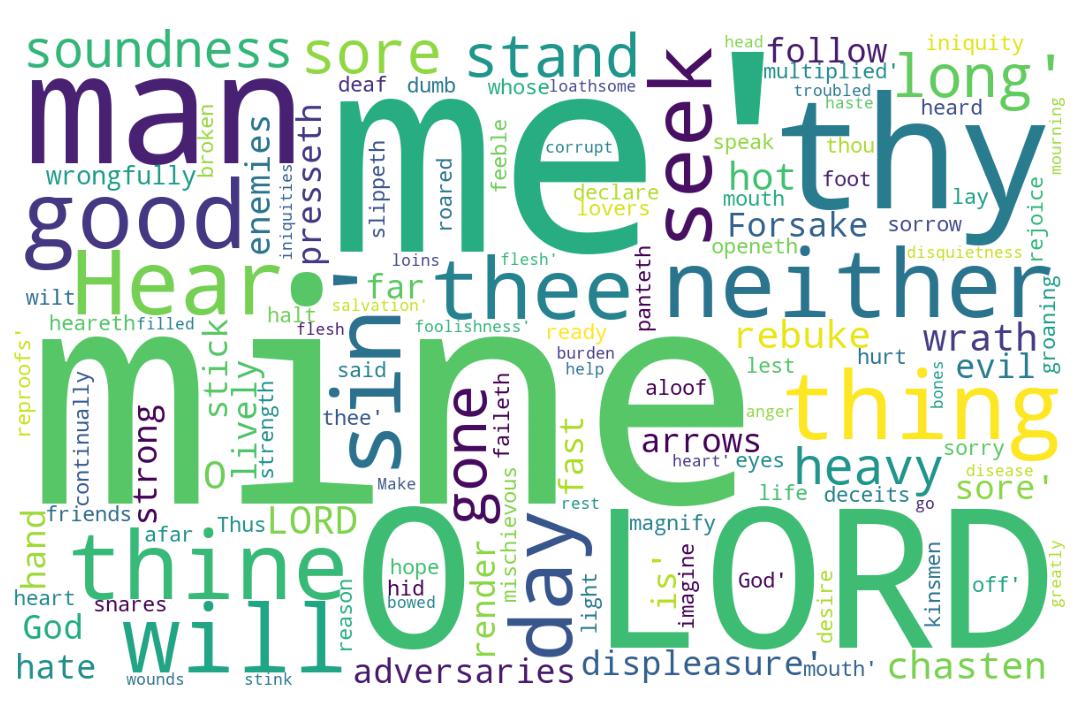 soundness sore stand seek head follow iniquity
man deaf dumb whose loathsome ' multiplied' long'
me troubled haste heard thy mourning
broken enemies presseth slippeth roared feeble corrupt speak thou
wrongfully declare hot foot rejoice
good iniquities lovers mouth lay
Forsake sorrow
openeth
Hear loins flesh' panteth neither disquietness
wilt . ' far thee groaning
halt salvation'
heareth filled flesh foolishness' ready rebuke wrath
reproofs' mine stick sin said burden hurt evil
help lest bones
continually strong lively strength thee' gone faileth aloof thing
anger
arrows sorry
O fast heart' eyes heavy disease
Make mischievous rest life deceits go sore'
friends Thus LORD magnify
hand afar
thine O day render hope light is' imagine God' desire LORD kinsmen off' greatly
hid
heart snares reason bowed
God will
hate wounds stink adversaries displeasure' mouth' chasten